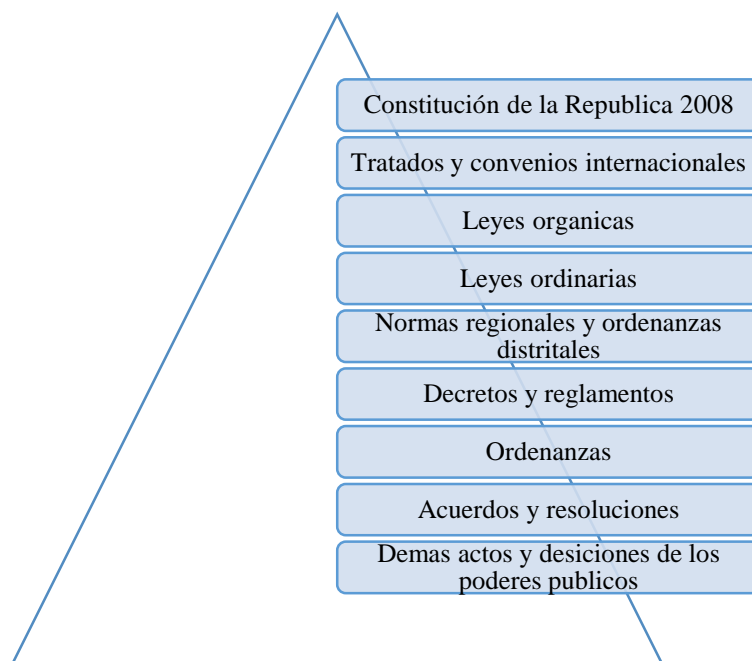 Constitución de la Republica 2008
Tratados y convenios internacionales
Leyes organicas
Leyes ordinarias
Normas regionales y ordenanzas
distritales
Decretos y reglamentos
Ordenanzas
Acuerdos y resoluciones
Demas actos y desiciones de los
poderes publicos